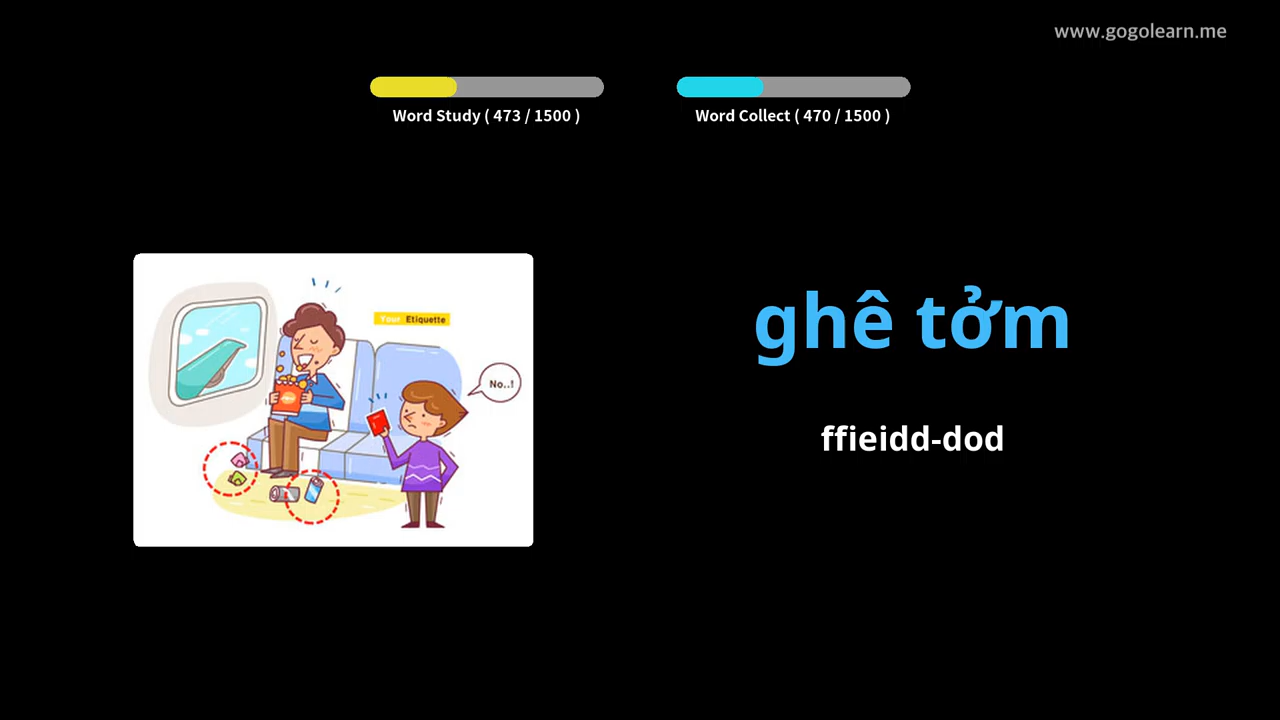 www.gogolearn.me
Word Study ( 473 / 1500 )
Word Collect ( 470 / 1500 )
Your Etiquette
No..!
ghê tởm
ffieidd-dod